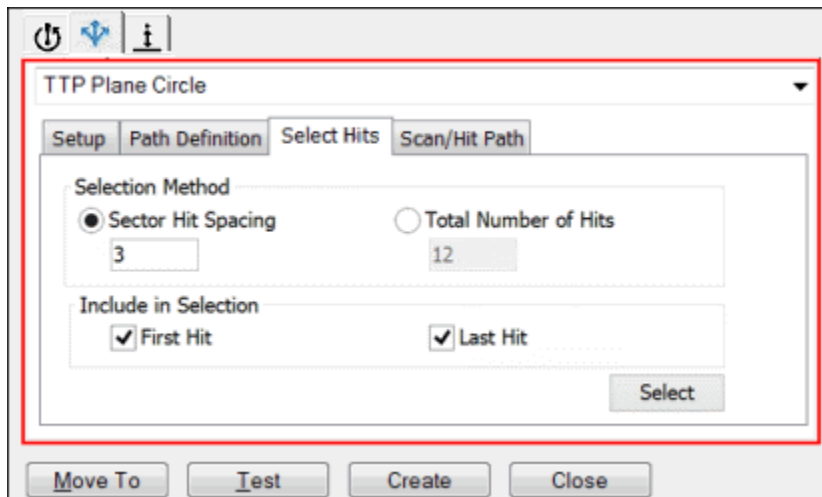 TTP Plane Circle
Setup Path Definition Select Hits Scan/Hit Path
Selection Method
Sector Hit Spacing Total Number of Hits
3 12
Include in Selection
First Hit Last Hit
Select
Move To Test Create Close